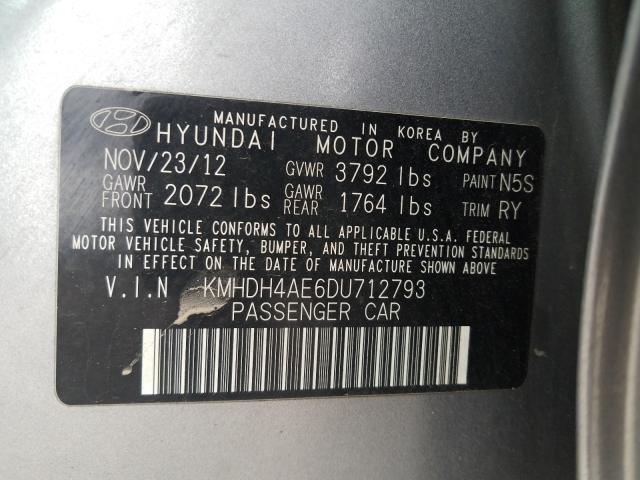 MANUFACTURED IN KOREA BY
HYUNDAI MOTOR COMPANY
NOV/23/12 GVWR 3792 lbs PAINT N5S
GAWR FRONT 2072 lbs GAWR REAR 1764 lbs TRIM RY
THIS VEHICLE CONFORMS TO ALL APPLICABLE U.S.A. FEDERAL
MOTOR VEHICLE SAFETY, BUMPER, AND THEFT PREVENTION STANDARDS
IN EFFECT ON THE DATE OF MANUFACTURE SHOWN ABOVE
V.I.N KMHDH4AE6DU712793
PASSENGER CAR